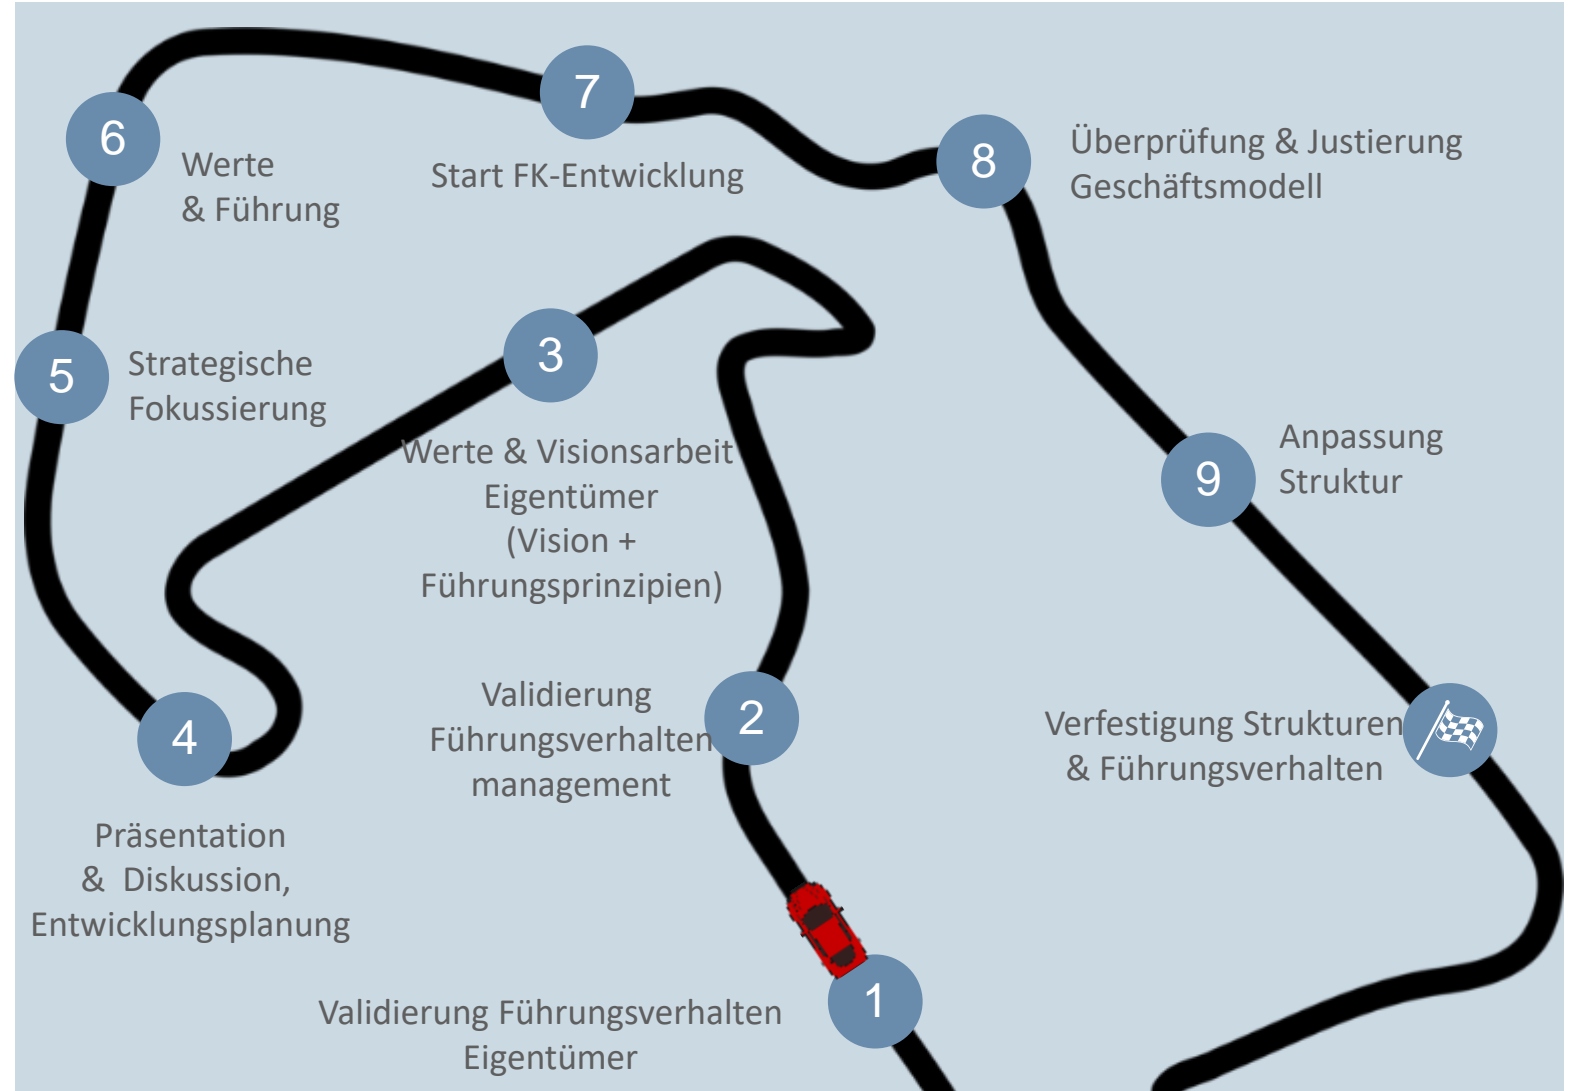 7
6
8
Überprüfung & Justierung
Geschäftsmodell
Werte
& Führung
Start FK-Entwicklung
3
5
Strategische
Fokussierung
Werte & Visionsarbeit
Eigentümer
(Vision +
Führungsprinzipien)
9
Anpassung
Struktur
4
Präsentation
&  Diskussion,
Entwicklungsplanung
2
Validierung
Führungsverhalten
management
Verfestigung Strukturen
& Führungsverhalten
1
Validierung Führungsverhalten
Eigentümer